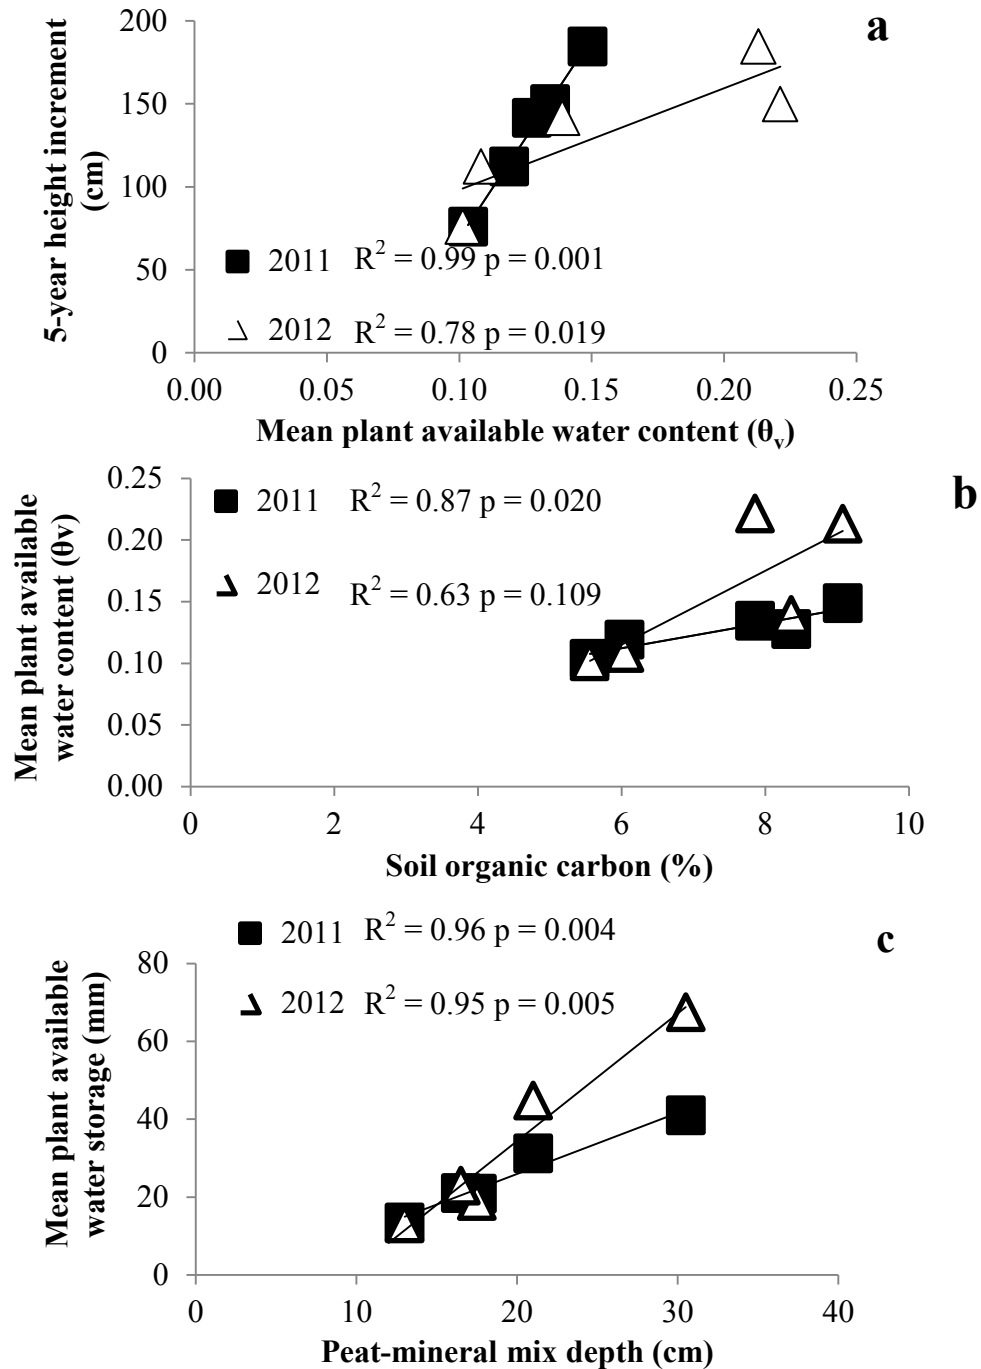 a
200
150
100
50
0
5-year height increment
(cm)
2011 R² = 0.99 p = 0.001
2012 R² = 0.78 p = 0.019
0.00 0.05 0.10 0.15 0.20 0.25
Mean plant available water content (θᵥ)
b
0.25
0.20
0.15
0.10
0.05
0.00
Mean plant available
water content (θv)
2011 R² = 0.87 p = 0.020
2012 R² = 0.63 p = 0.109
0 2 4 6 8 10
Soil organic carbon (%)
c
2011 R² = 0.96 p = 0.004
2012 R² = 0.95 p = 0.005
80
60
40
20
0
Mean plant available
water storage (mm)
0 10 20 30 40
Peat-mineral mix depth (cm)